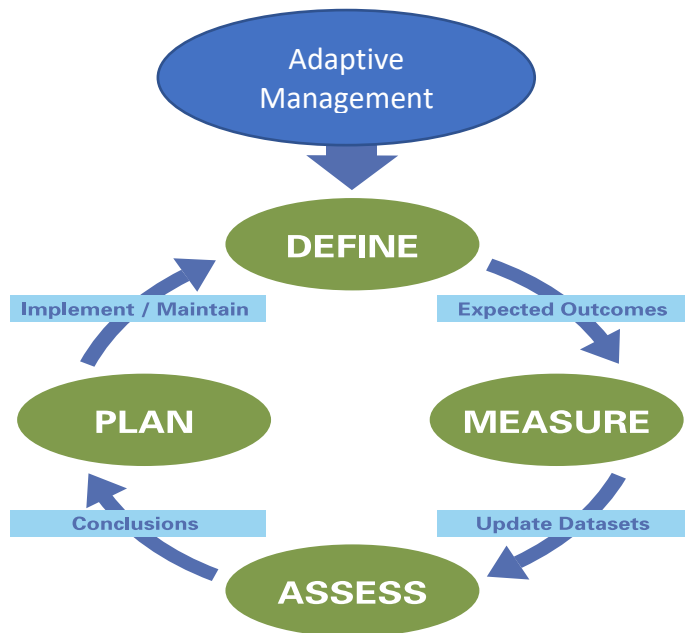 Adaptive
Management
DEFINE
Implement / Maintain
Expected Outcomes
PLAN
MEASURE
Conclusions
Update Datasets
ASSESS